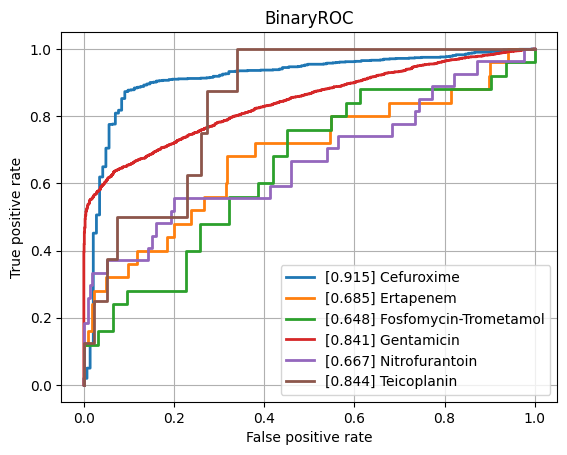 BinaryROC
True positive rate
1.0
0.8
0.6
0.4
0.2
0.0
[0.915] Cefuroxime
[0.685] Ertapenem
[0.648] Fosfomycin-Trometamol
[0.841] Gentamicin
[0.667] Nitrofurantoin
[0.844] Teicoplanin
0.0 0.2 0.4 0.6 0.8 1.0
False positive rate